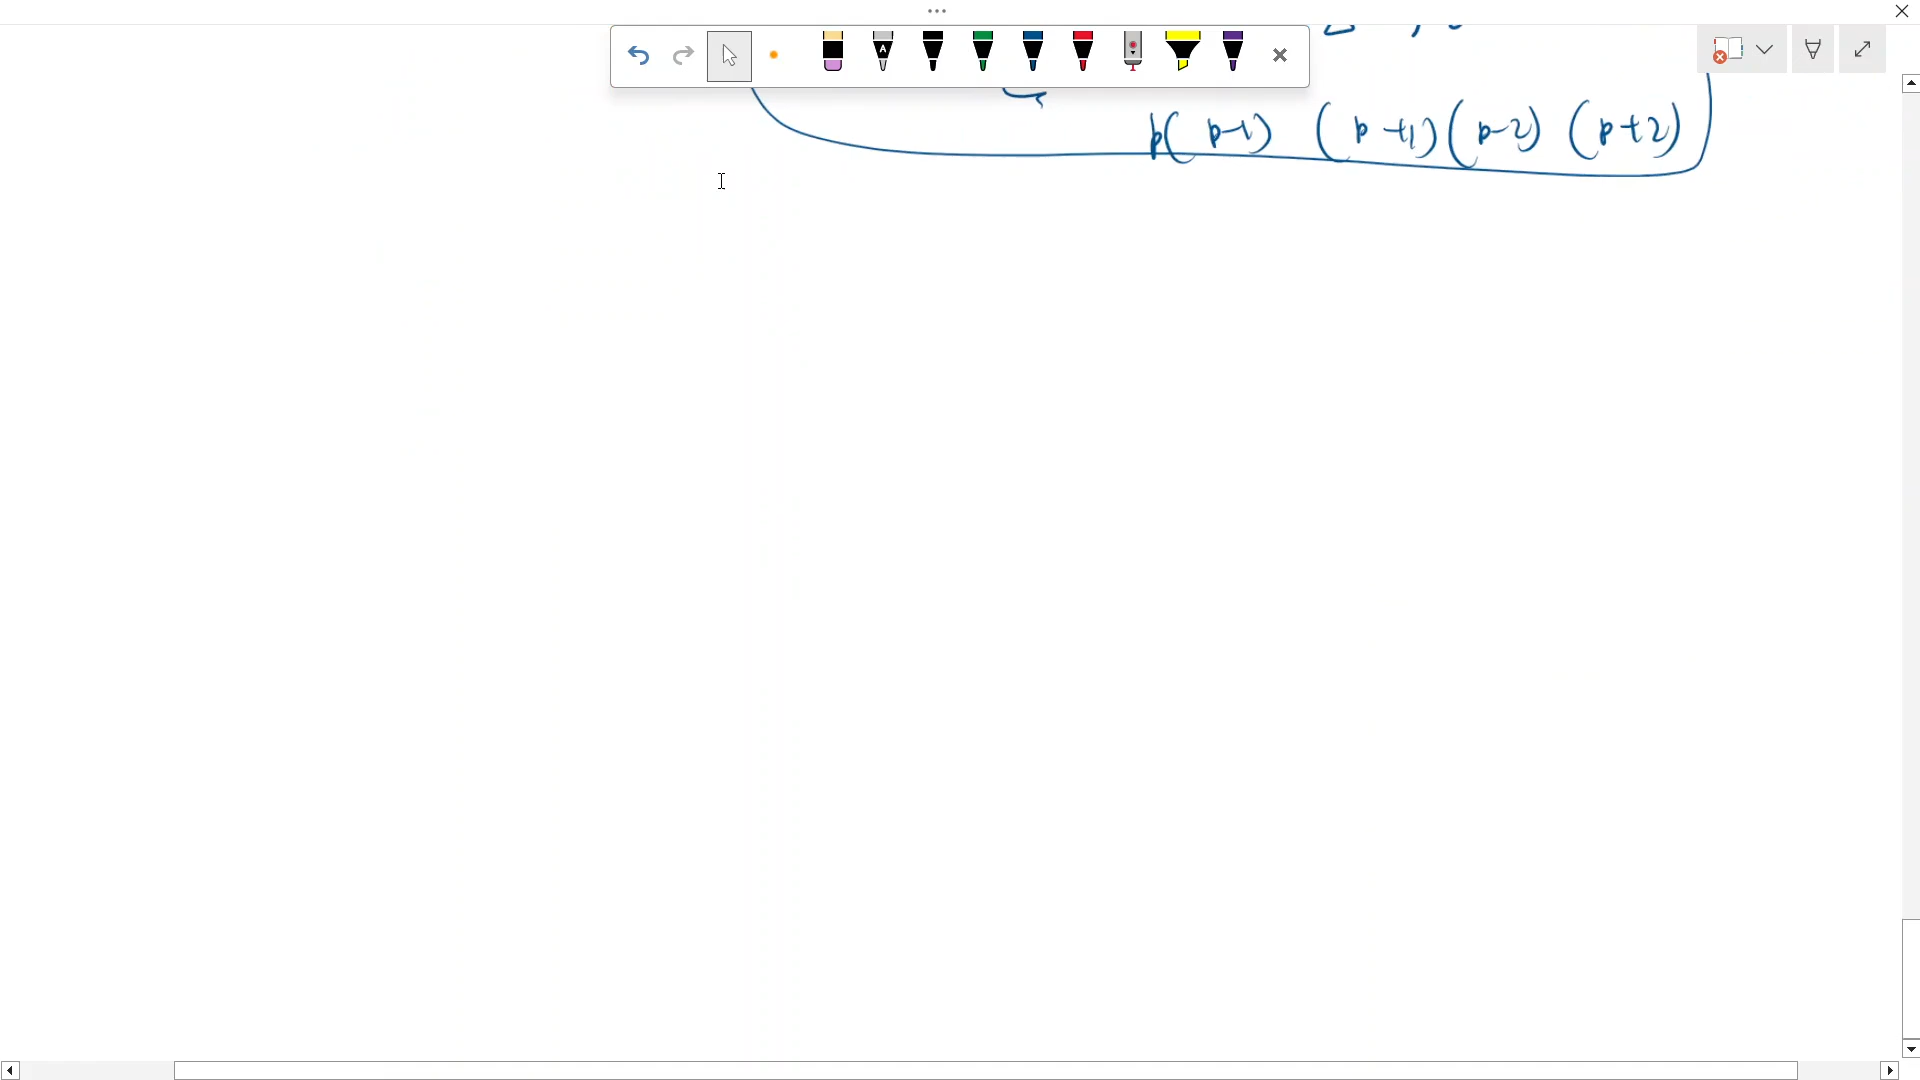 p( p-1) ( p+1)(p-2) (p+2)
A